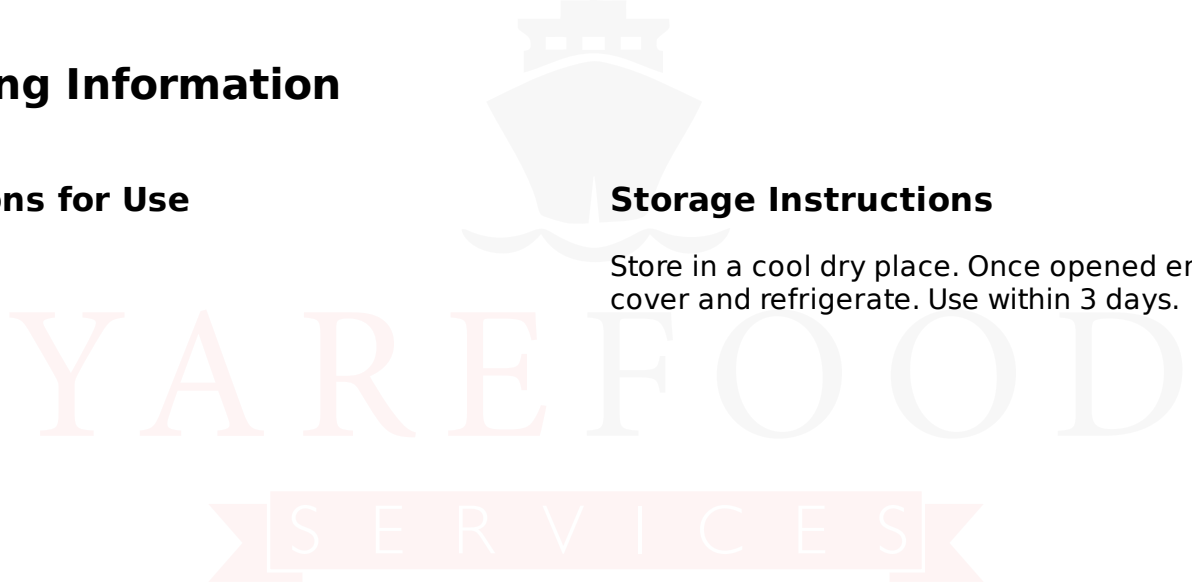 ng Information
ns for Use
Storage Instructions
Store in a cool dry place. Once opened
cover and refrigerate. Use within 3 days.
YAREFOOD
SERVICES